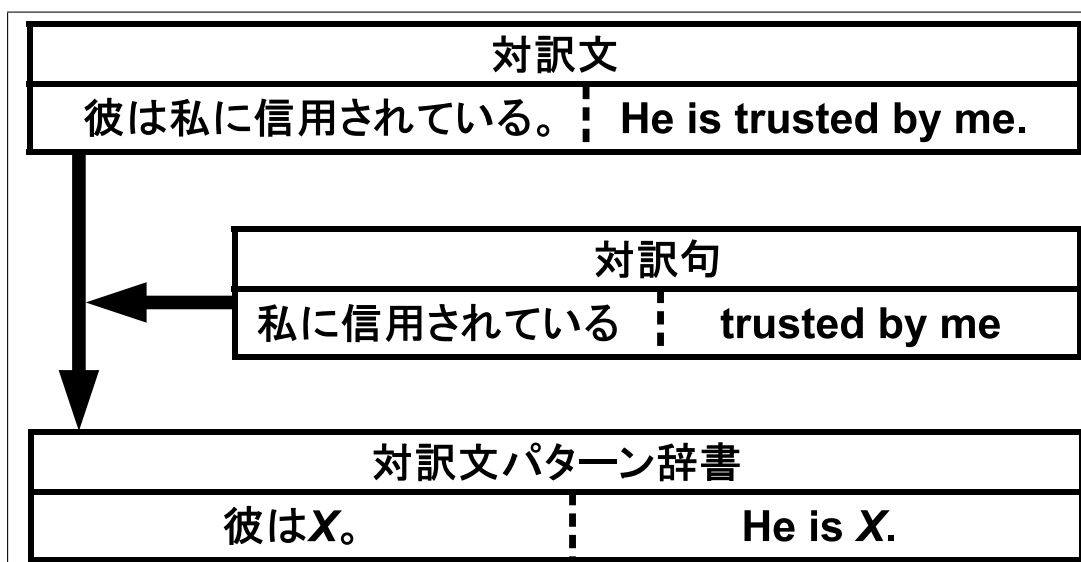 対訳文
彼は私に信用されている。 He is trusted by me.
対訳句
私に信用されている trusted by me
対訳文パターン辞書
彼はX。 He is X.